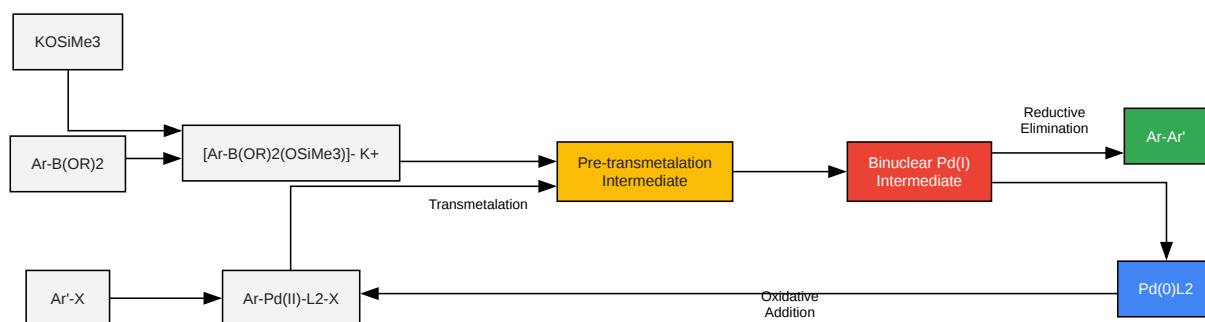 KOSiMe3
Ar-B(OR)2
[Ar-B(OR)2(OSiMe3)]- K+
Transmetalation
Pre-transmetalation
Intermediate
Binuclear Pd(I)
Intermediate
Reductive
Elimination
Ar-Ar'
Ar'-X
Ar-Pd(II)-L2-X
Oxidative
Addition
Pd(0)L2